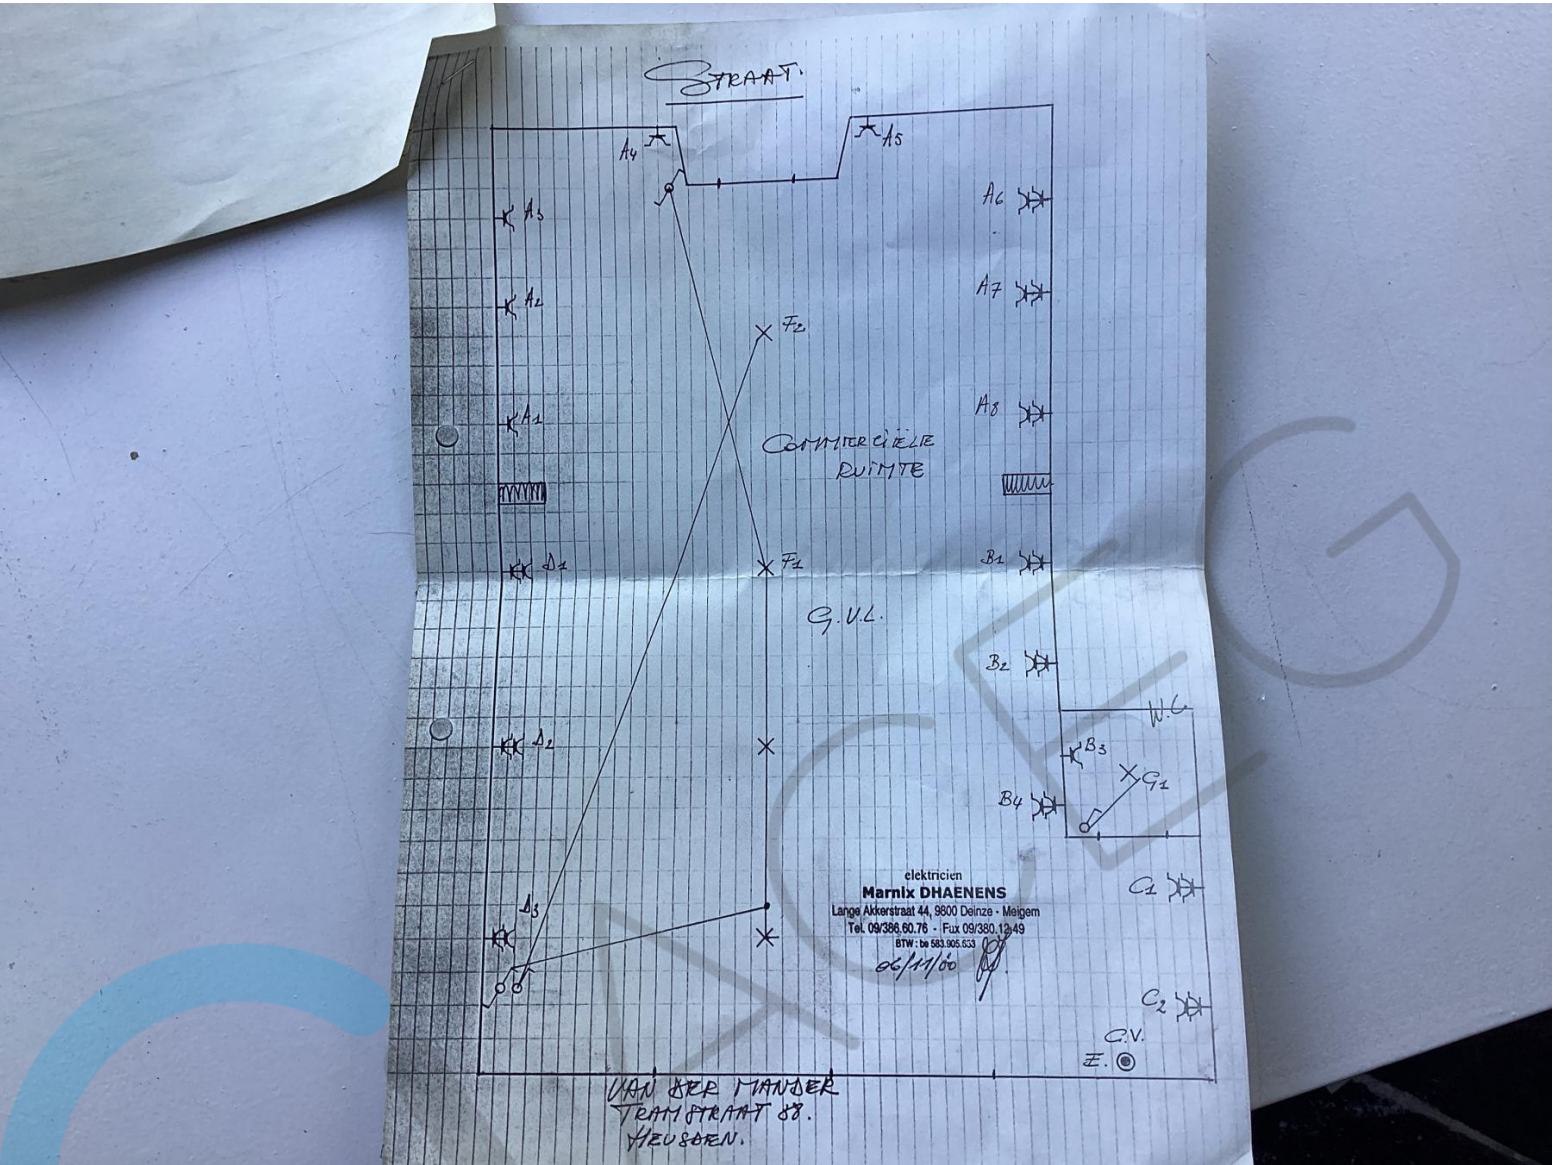 STRAAT.
A4
A5
A3
A6
A2
A7
F2
A1
A8
COMMERCIËLE
RUIMTE
D1
F1
B1
G.V.L.
B2
W.C.
D2
B3
G1
B4
elektricien
Marnix DHAENENS
Lange Akkerstraat 44, 9800 Deinze - Meigem
Tel. 09/386.60.76 - Fax 09/380.12.49
BTW: be 583.905.633
06/11/00
C1
D3
C2
C.V.
E.
VAN DER MANDER
TRAMSTRAAT 88.
HEUSDEN.
ACEG